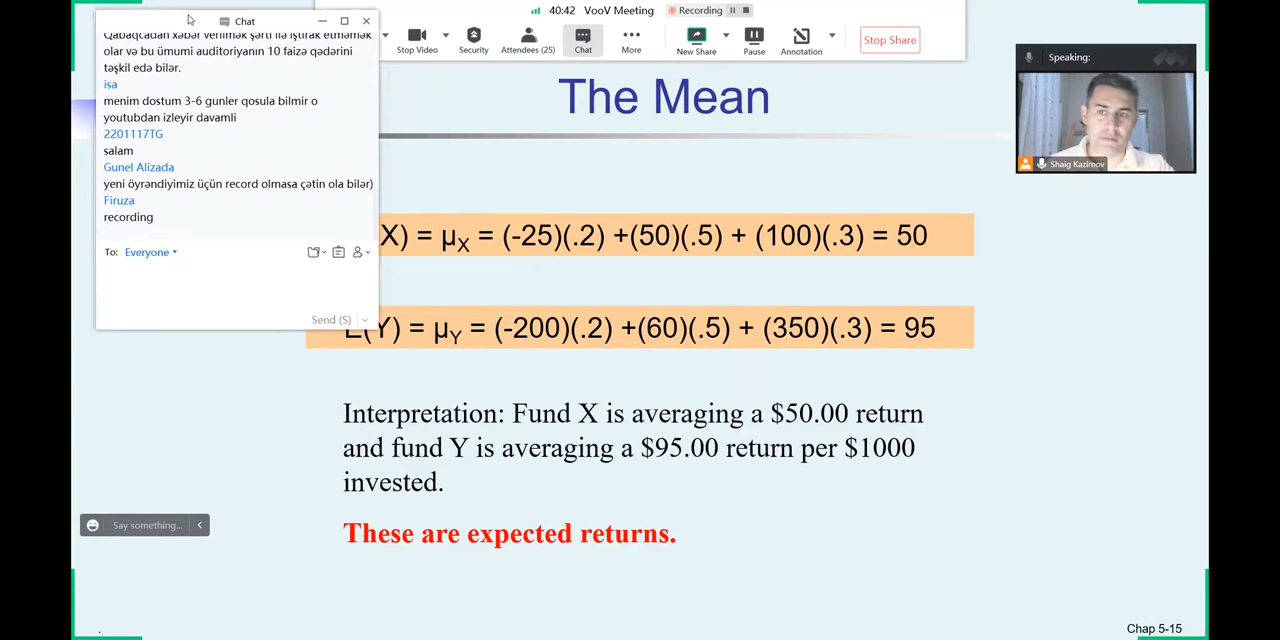 40:42 VooV Meeting Recording
Chat
Stop Video Security Attendees (25) Chat More New Share Pause Annotation Stop Share
Qabaqcadan xəbər verilmək şərti ilə iştirak etməmək
olar və bu ümumi auditoriyanın 10 faizə qədərini
təşkil edə bilər.
isa
menim dostum 3-6 gunler qosula bilmir o
youtubdan izleyir davamli
2201117TG
salam
Gunel Alizada
yeni öyrəndiyimiz üçün record olmasa çətin ola bilər)
Firuza
recording
To: Everyone
Send (S)
Speaking:
Shaig Kazimov
The Mean
X) = μX = (-25)(.2) +(50)(.5) + (100)(.3) = 50
E(Y) = μY = (-200)(.2) +(60)(.5) + (350)(.3) = 95
Interpretation: Fund X is averaging a $50.00 return
and fund Y is averaging a $95.00 return per $1000
invested.
These are expected returns.
Say something...
Chap 5-15